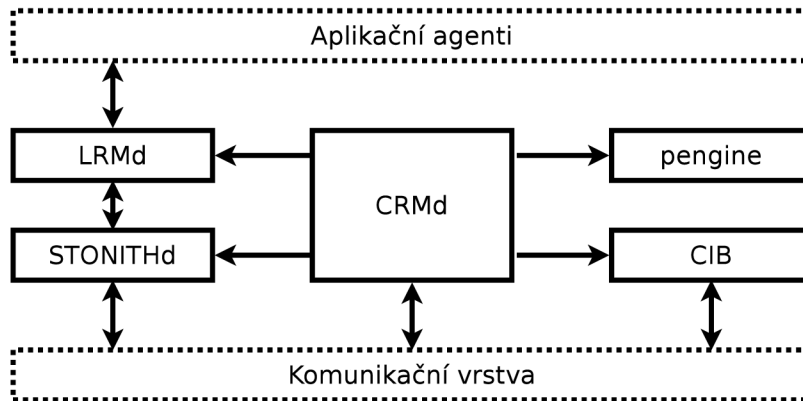 Aplikační agenti
LRMd
CRMd
pengine
STONITHd
CIB
Komunikační vrstva